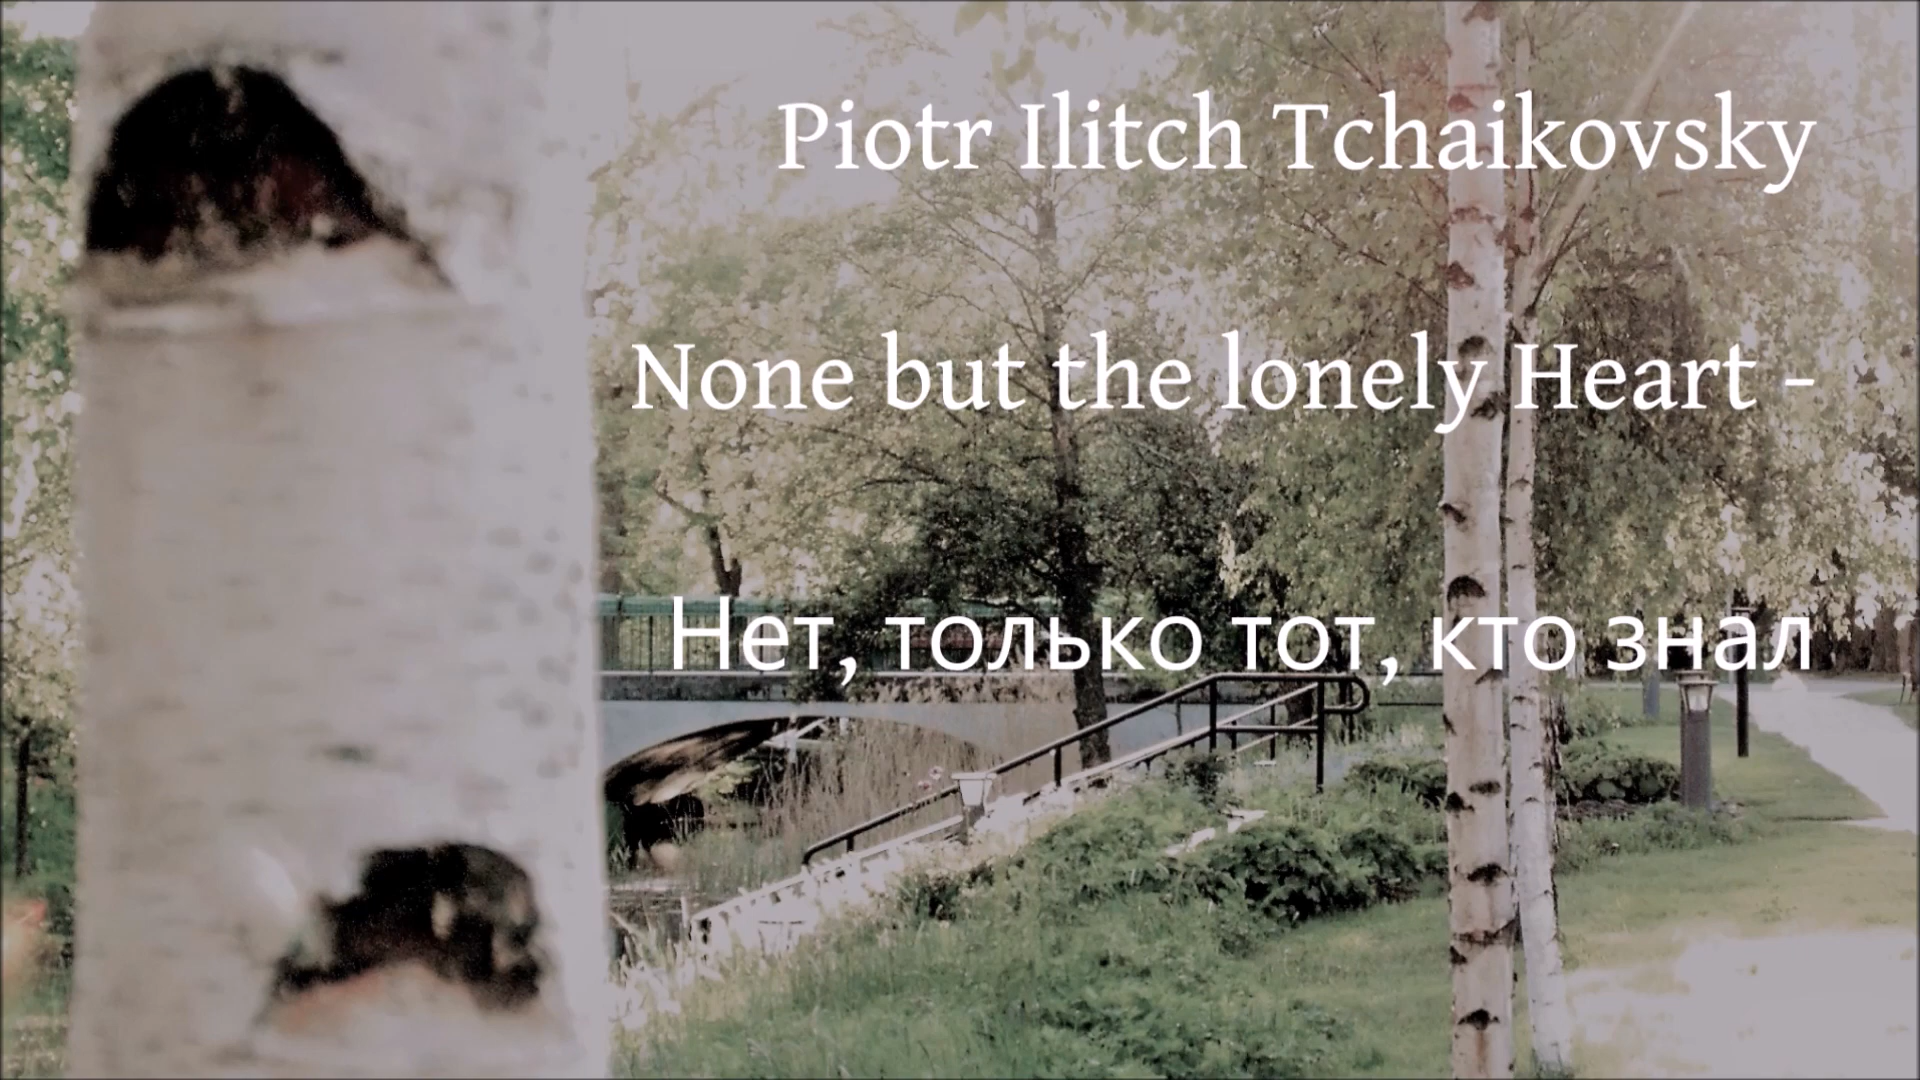 Piotr Ilitch Tchaikovsky
None but the lonely Heart -
Нет, только тот, кто знал